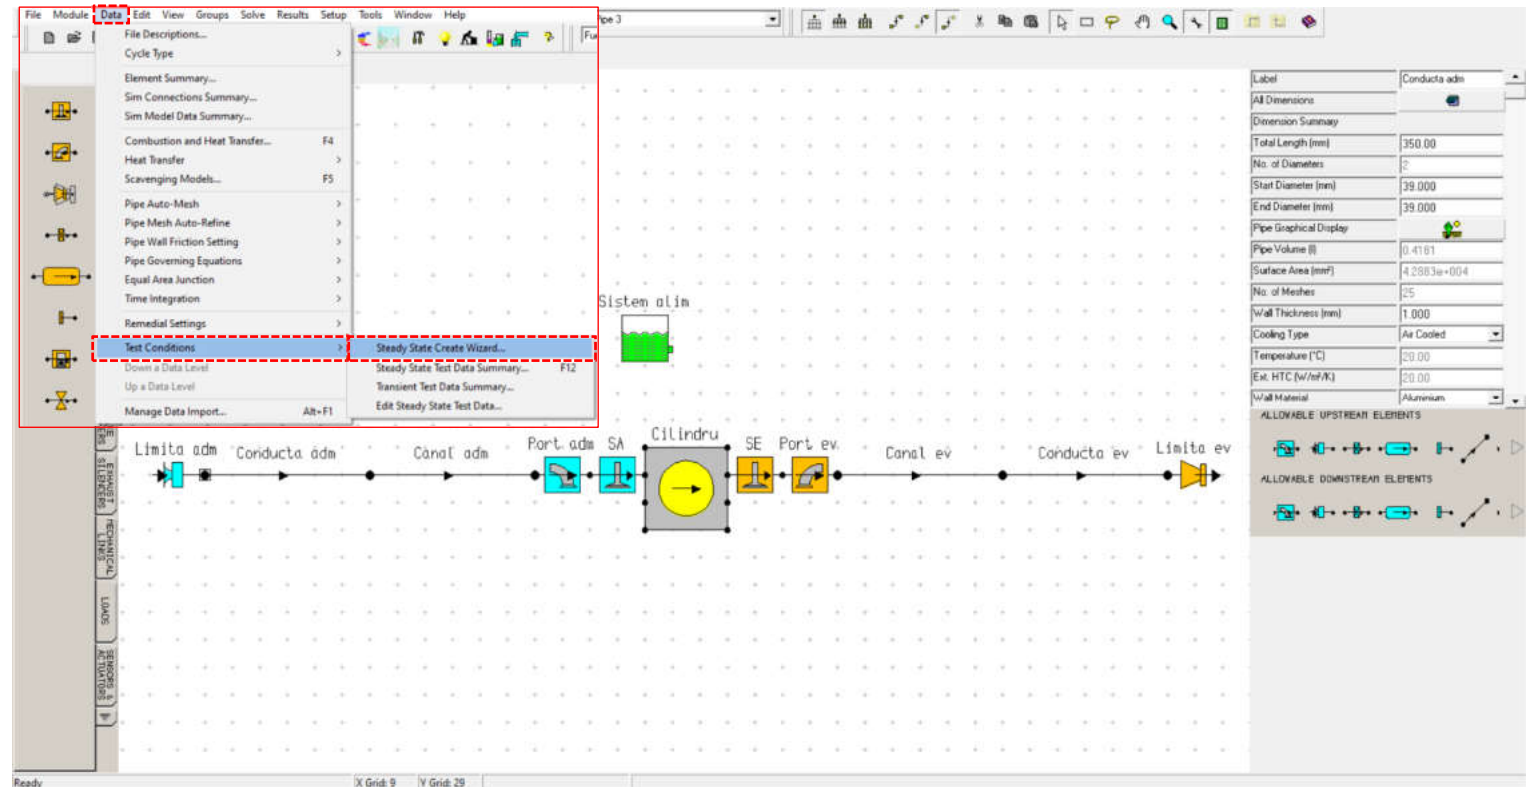 File Module Data Edit View Groups Solve Results Setup Tools Window Help
File Descriptions...
Cycle Type
Element Summary...
Sim Connections Summary...
Sim Model Data Summary...
Combustion and Heat Transfer... F4
Heat Transfer
Scavenging Models... F5
Pipe Auto-Mesh
Pipe Mesh Auto-Refine
Pipe Wall Friction Setting
Pipe Governing Equations
Equal Area Junction
Time Integration
Remedial Settings
Test Conditions
Down a Data Level
Up a Data Level
Manage Data Import... Alt+F1
Steady State Create Wizard...
Steady State Test Data Summary... F12
Transient Test Data Summary...
Edit Steady State Test Data...
Sistem alim
Limita adm
Conducta adm
Canal adm
Port adm
SA
Cilindru
SE
Port ev
Canal ev
Conducta ev
Limita ev
EXHAUST SILENCERS
MECHANICAL LINKS
LOADS
SENSORS & ACTUATORS
Label Conducta adm
All Dimensions
Dimension Summary
Total Length (mm) 350.00
No. of Diameters 2
Start Diameter (mm) 39.000
End Diameter (mm) 39.000
Pipe Graphical Display
Pipe Volume (l) 0.4181
Surface Area (mm²) 4.2883e+004
No. of Meshes 25
Wall Thickness (mm) 1.000
Cooling Type Air Cooled
Temperature (°C) 20.00
Ext. HTC (W/m²/K) 20.00
Wall Material Aluminium
ALLOWABLE UPSTREAM ELEMENTS
ALLOWABLE DOWNSTREAM ELEMENTS
Ready X Grid: 9 Y Grid: 29